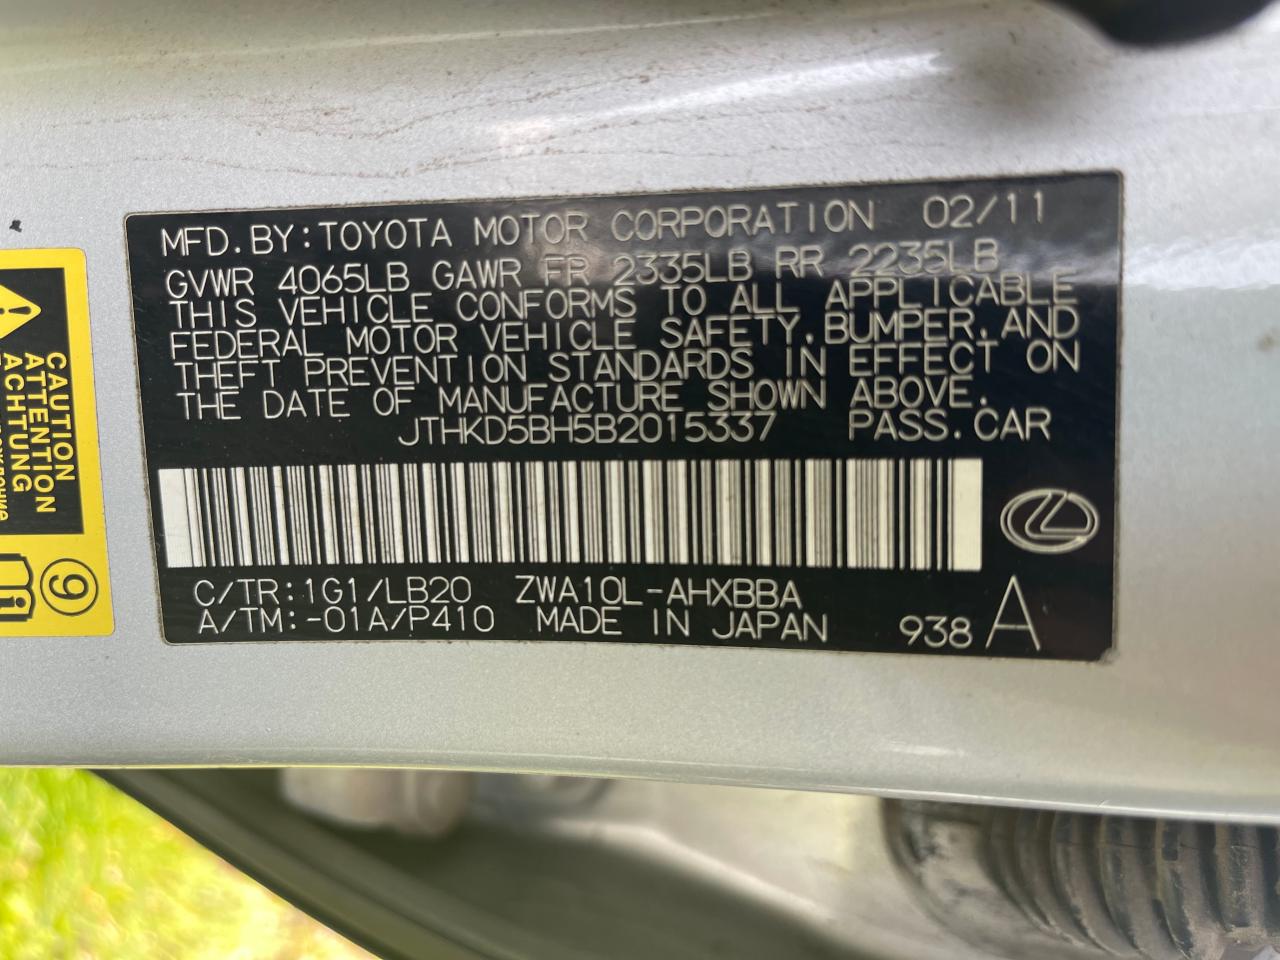 MFD.BY:TOYOTA MOTOR CORPORATION 02/11
GVWR 4065LB GAWR FR 2335LB RR 2235LB
THIS VEHICLE CONFORMS TO ALL APPLICABLE
FEDERAL MOTOR VEHICLE SAFETY,BUMPER,AND
THEFT PREVENTION STANDARDS IN EFFECT ON
THE DATE OF MANUFACTURE SHOWN ABOVE.
JTHKD5BH5B2015337 PASS.CAR
C/TR:1G1/LB20 ZWA10L-AHXBBA
A/TM:-01A/P410 MADE IN JAPAN
938 A
CAUTION
ATTENTION
ACHTUNG
9